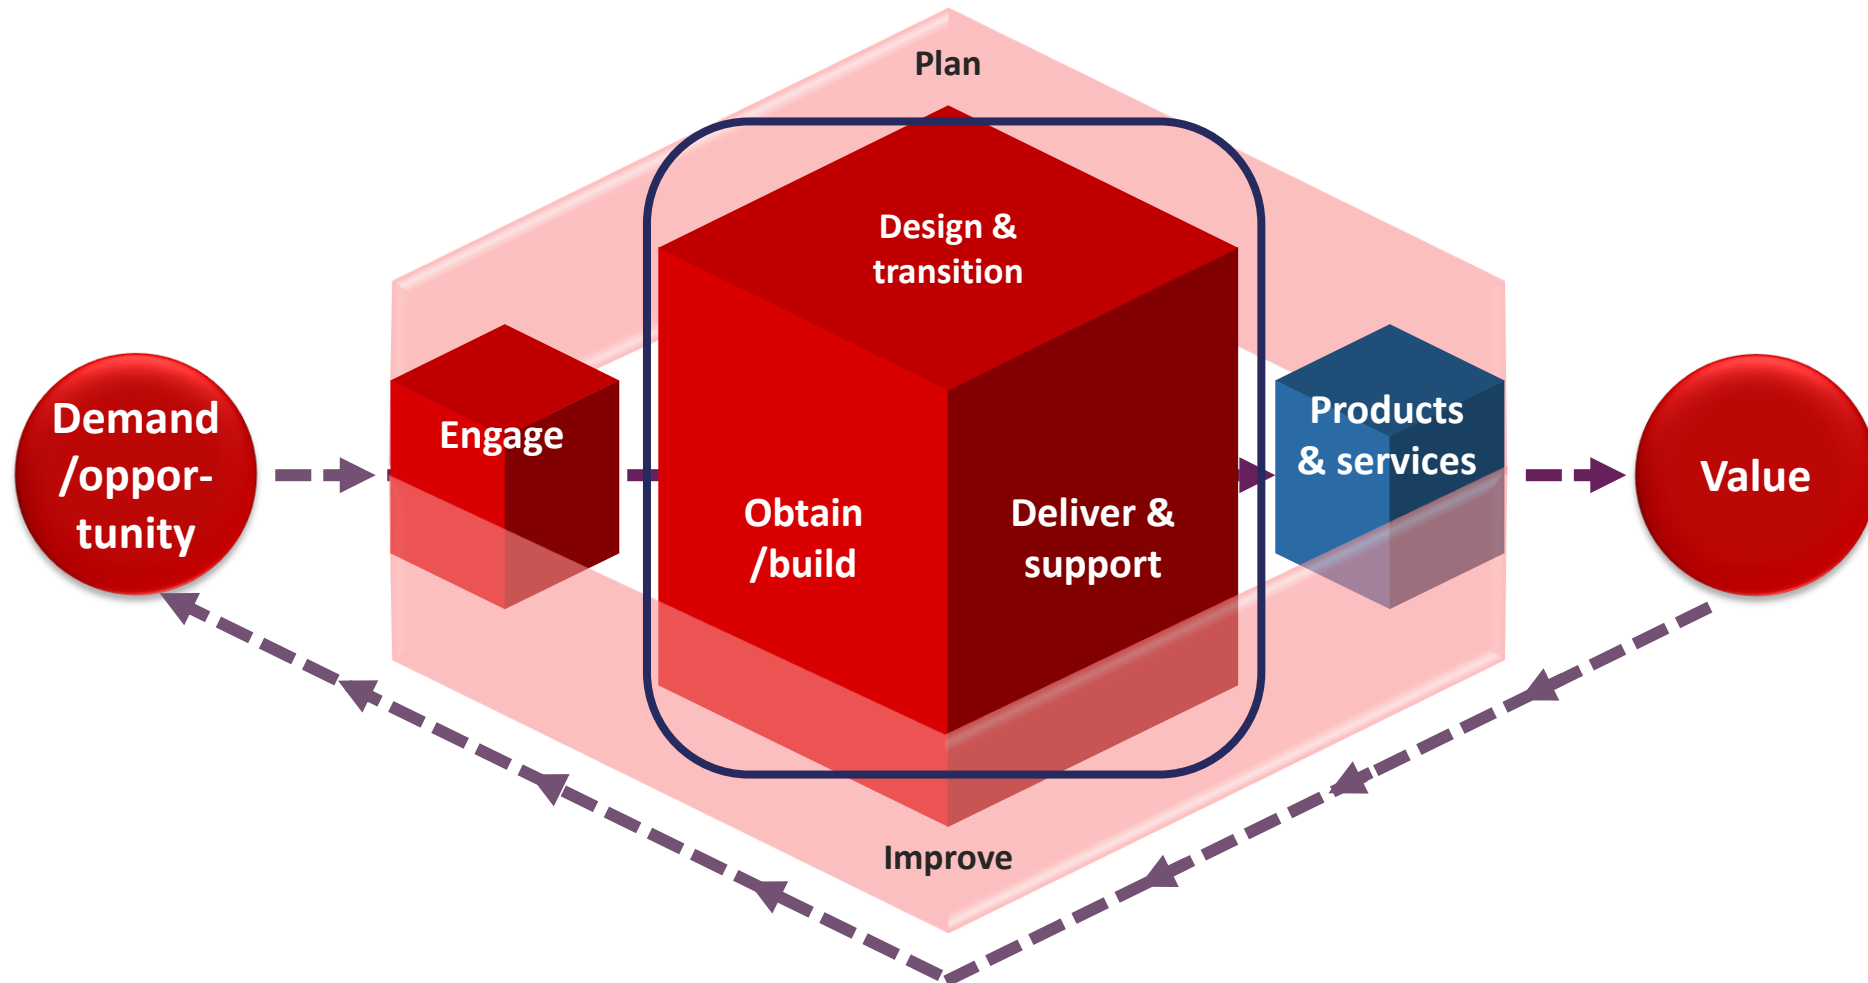 Plan
Design &
transition
Demand
/oppor-
tunity
Engage
Obtain
/build
Deliver &
support
Products
& services
Value
Improve